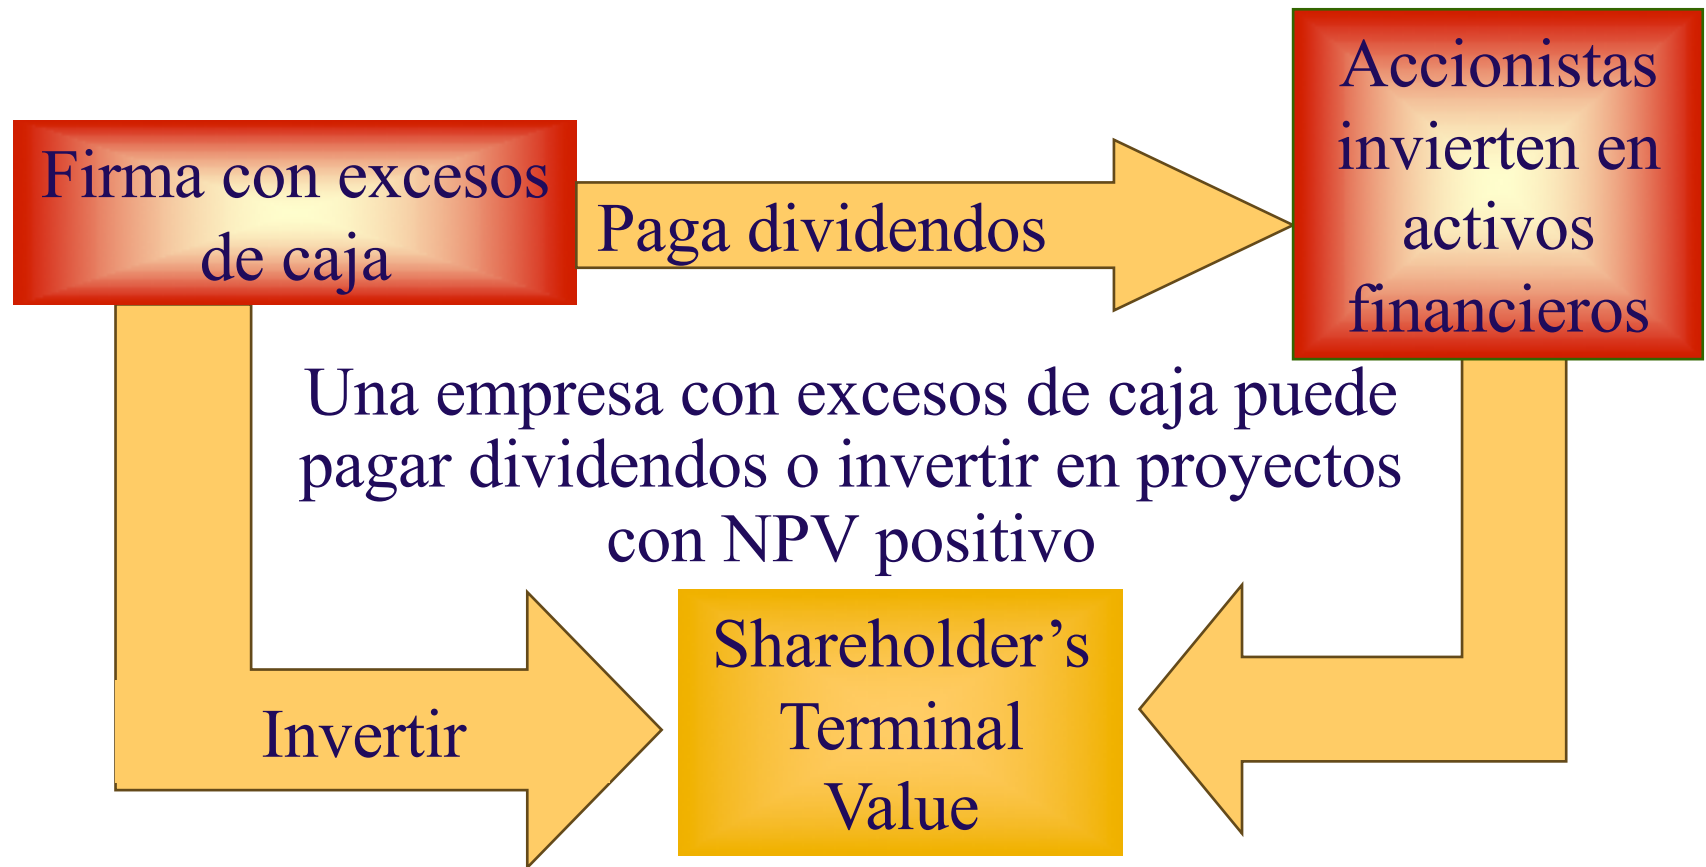 Firma con excesos
de caja
Paga dividendos
Accionistas
invierten en
activos
financieros
Una empresa con excesos de caja puede
pagar dividendos o invertir en proyectos
con NPV positivo
Invertir
Shareholder’s
Terminal
Value